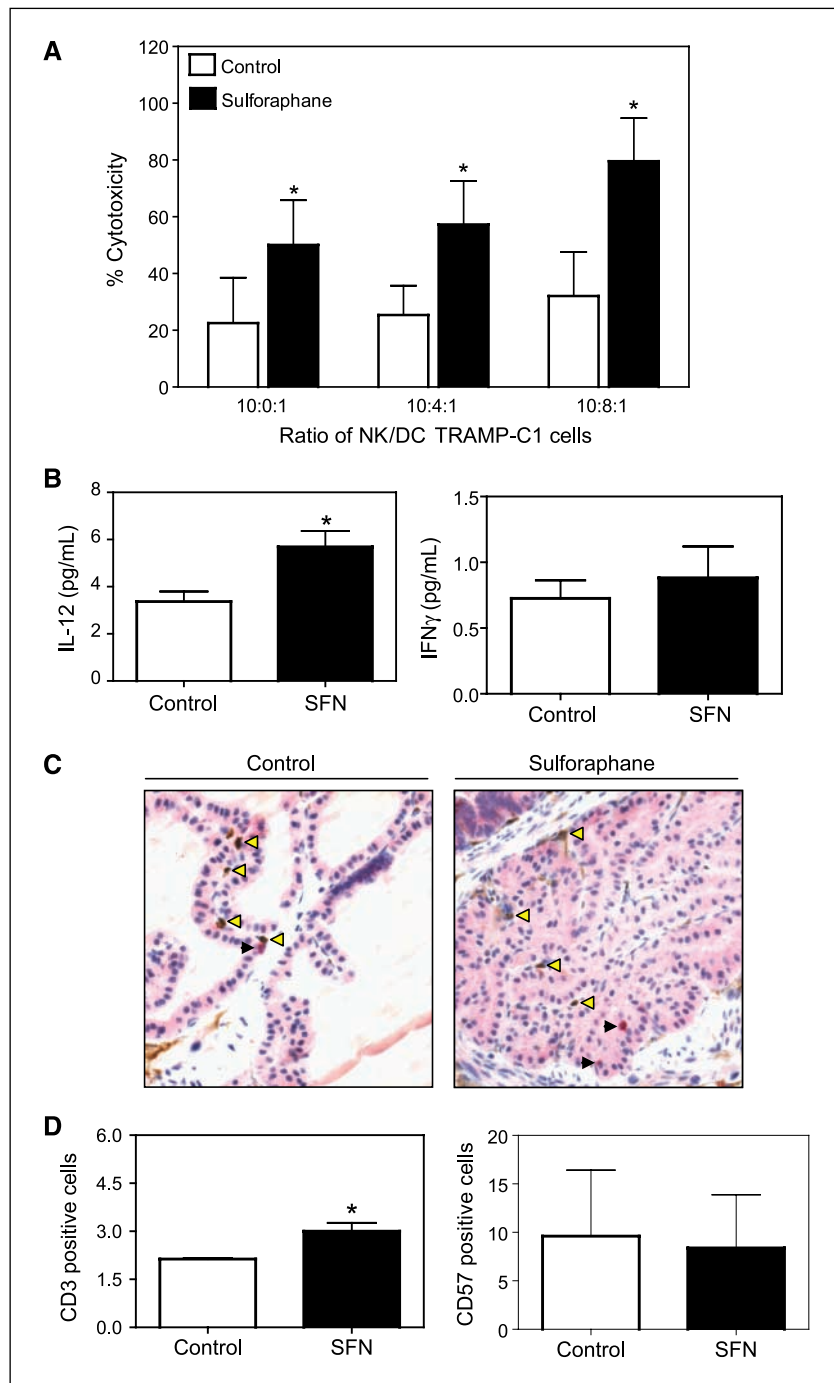 A
120
100
80
60
40
20
0
% Cytotoxicity
Control
Sulforaphane
*
*
*
10:0:1
10:4:1
10:8:1
Ratio of NK/DC TRAMP-C1 cells
B
8
6
4
2
0
IL-12 (pg/mL)
*
Control
SFN
1.5
1.0
0.5
0.0
IFNγ (pg/mL)
Control
SFN
C
Control
Sulforaphane
D
6.0
4.5
3.0
1.5
0.0
CD3 positive cells
*
Control
SFN
20
15
10
5
0
CD57 positive cells
Control
SFN